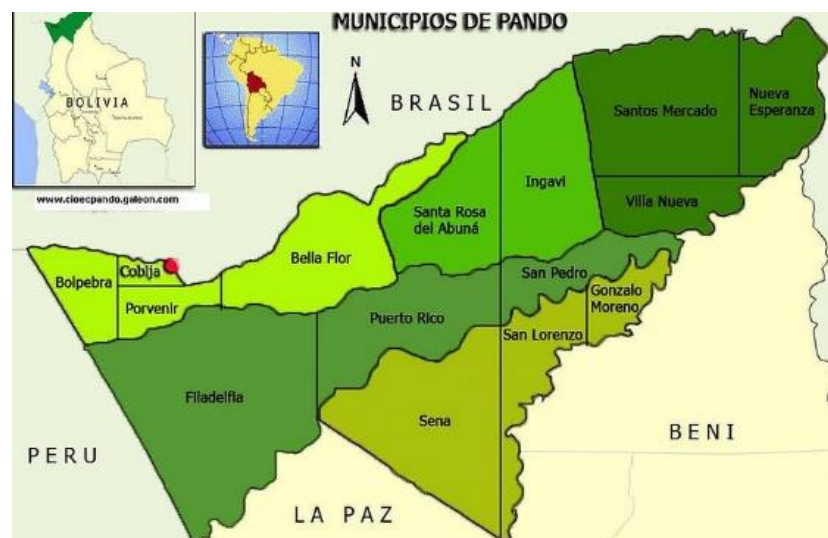 MUNICIPIOS DE PANDO
BOLIVIA
N
BRASIL
www.cioecpando.galeon.com
Santos Mercado
Nueva
Esperanza
Ingavi
Villa Nueva
Santa Rosa
del Abuná
Bella Flor
Cobija
Bolpebra
Porvenir
San Pedro
Gonzalo
Moreno
Puerto Rico
San Lorenzo
Filadelfia
Sena
BENI
PERU
LA PAZ